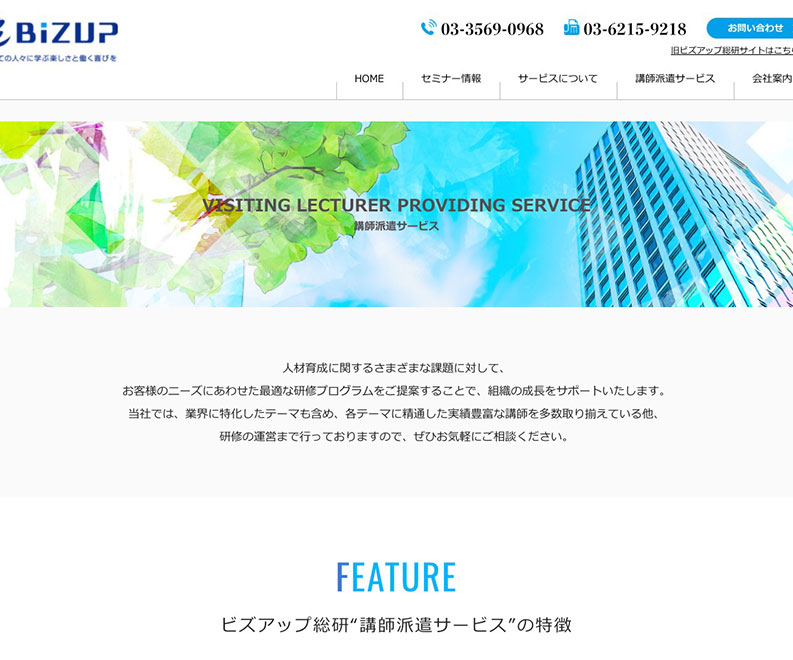 BiZUP
ての人々に学ぶ楽しさと働く喜びを
03-3569-0968
03-6215-9218
お問い合わせ
旧ビズアップ総研サイトはこち
HOME
セミナー情報
サービスについて
講師派遣サービス
会社案内
VISITING LECTURER PROVIDING SERVICE
講師派遣サービス
人材育成に関するさまざまな課題に対して、
お客様のニーズにあわせた最適な研修プログラムをご提案することで、組織の成長をサポートいたします。
当社では、業界に特化したテーマも含め、各テーマに精通した実績豊富な講師を多数取り揃えている他、
研修の運営まで行っておりますので、ぜひお気軽にご相談ください。
FEATURE
ビズアップ総研“講師派遣サービス”の特徴